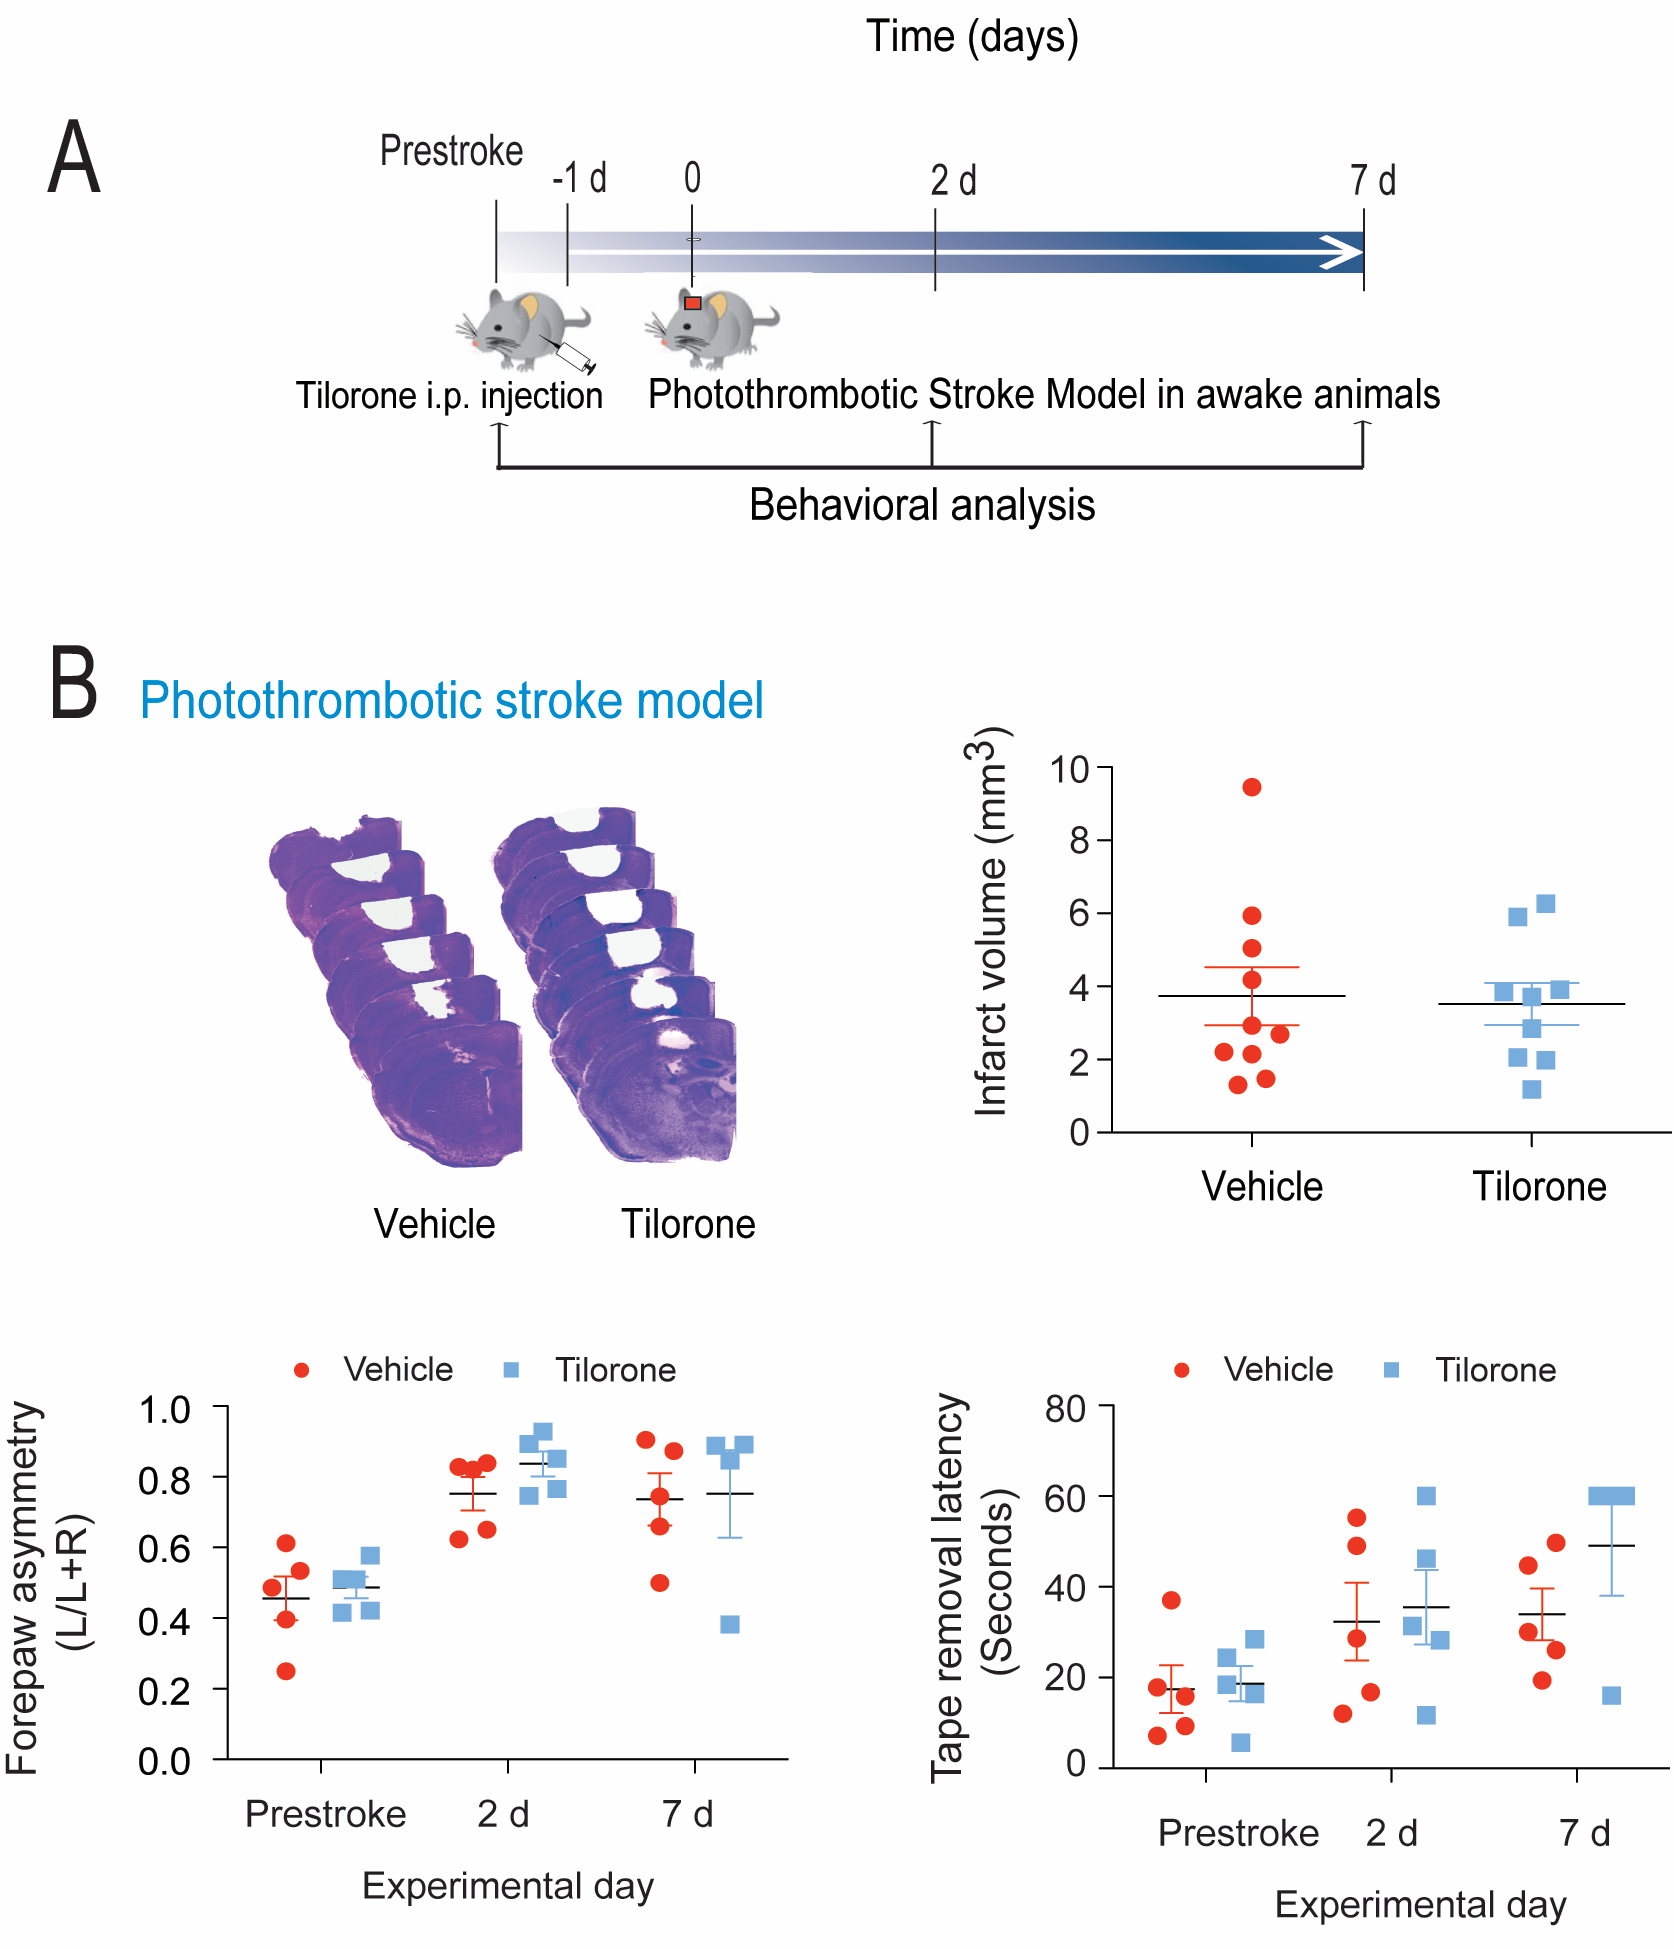 Time (days)
A
Prestroke
-1 d
0
2 d
7 d
Tilorone i.p. injection
Photothrombotic Stroke Model in awake animals
Behavioral analysis
B
Photothrombotic stroke model
Vehicle
Tilorone
Infarct volume (mm3)
10
8
6
4
2
0
Vehicle
Tilorone
Vehicle
Tilorone
Forepaw asymmetry
(L/L+R)
1.0
0.8
0.6
0.4
0.2
0.0
Prestroke
2 d
7 d
Experimental day
Vehicle
Tilorone
Tape removal latency
(Seconds)
80
60
40
20
0
Prestroke
2 d
7 d
Experimental day